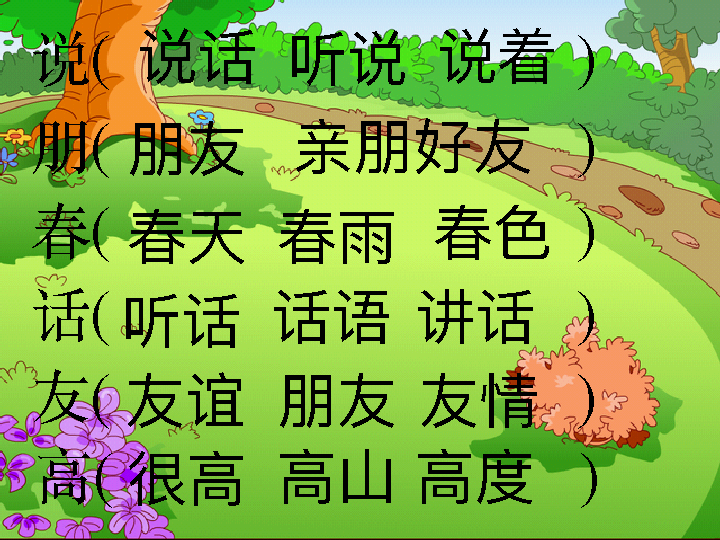 说( 说话 听说 说着 )
朋( 朋友 亲朋好友 )
春( 春天 春雨 春色 )
话( 听话 话语 讲话 )
友( 友谊 朋友 友情 )
高( 很高 高山 高度 )